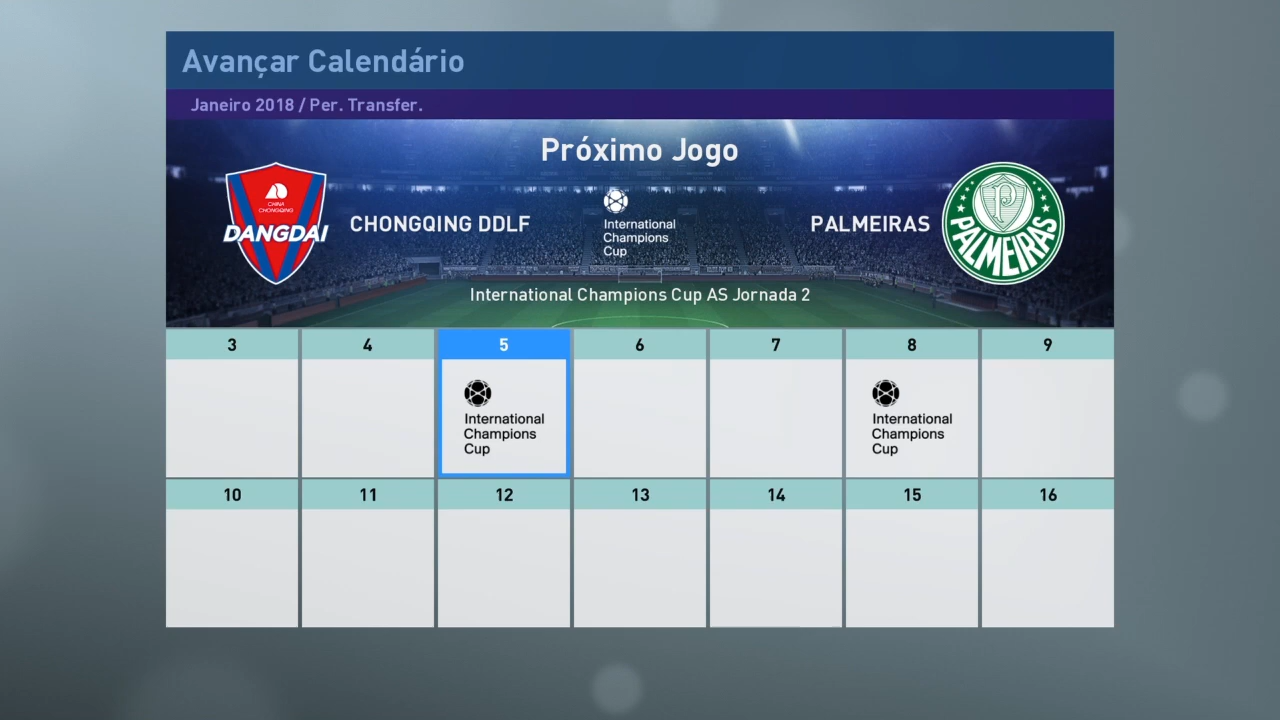 Avançar Calendário
Janeiro 2018 / Per. Transfer.
Próximo Jogo
CHINA
CHONGQING
DANGDAI
CHONGQING DDLF
International
Champions
Cup
PALMEIRAS
P
PALMEIRAS
International Champions Cup AS Jornada 2
3 4 5 6 7 8 9
International
Champions
Cup
International
Champions
Cup
10 11 12 13 14 15 16